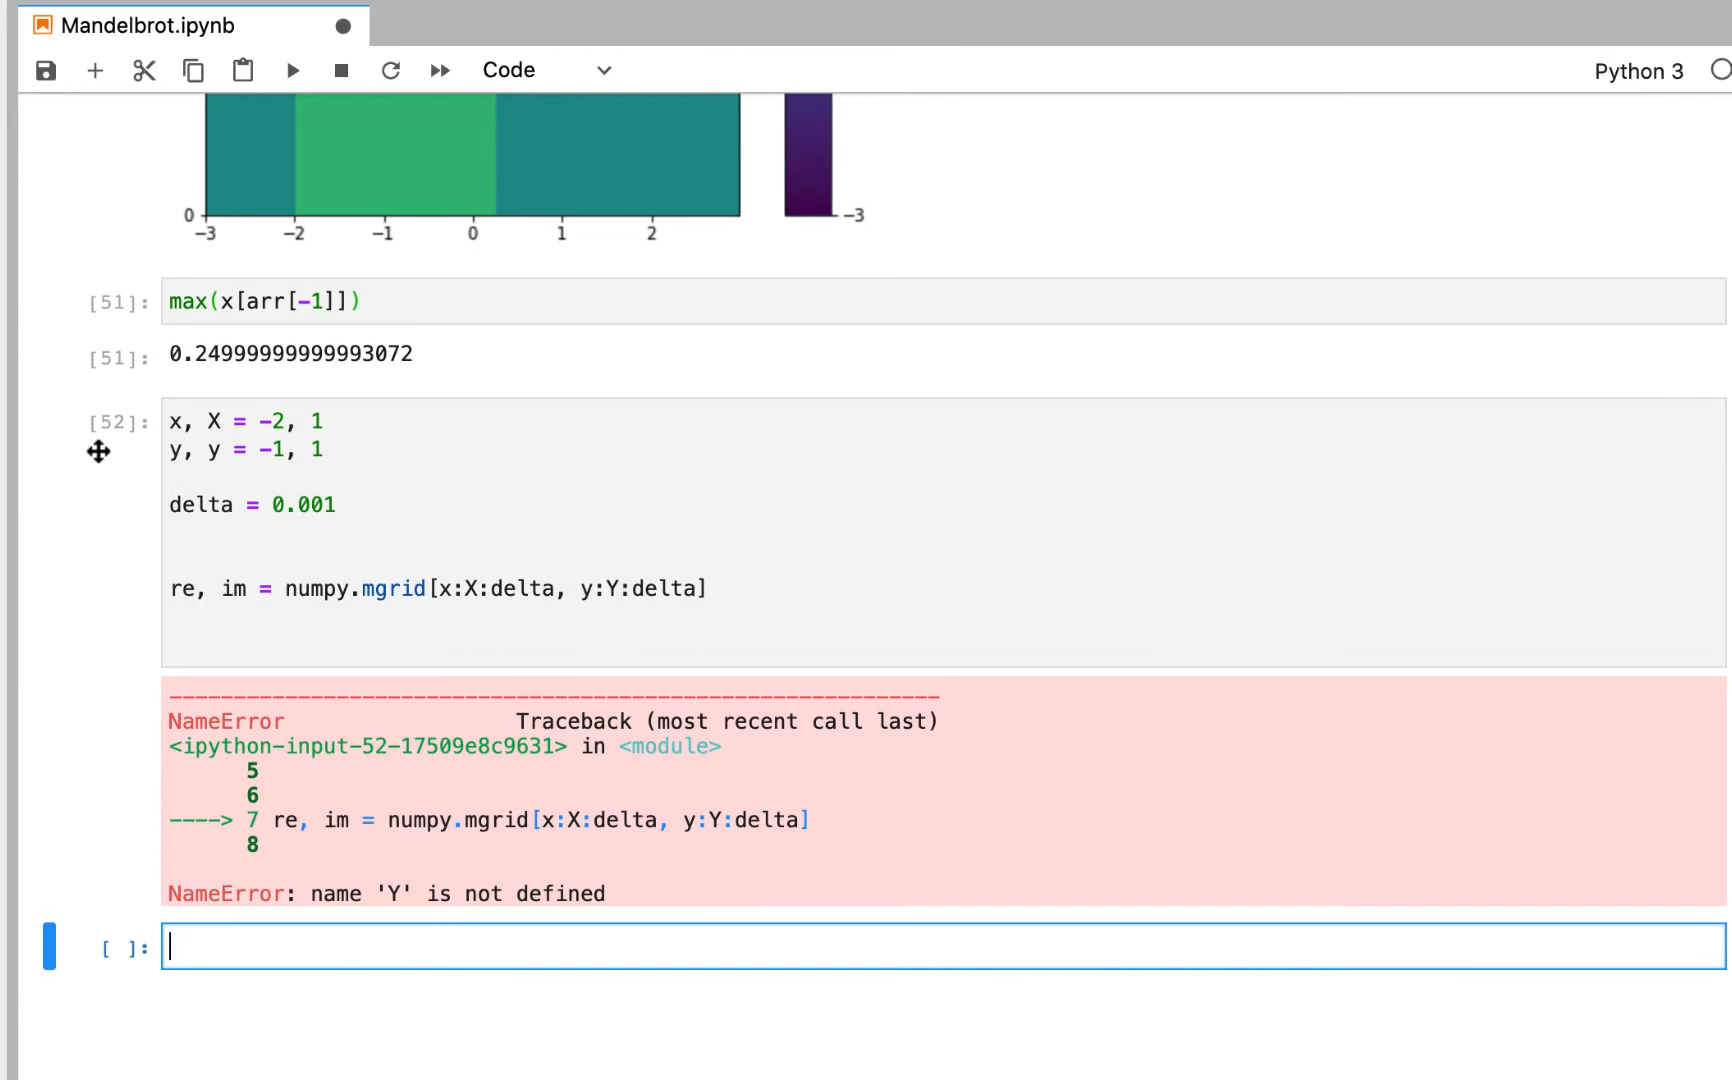 Mandelbrot.ipynb
Code
Python 3
0
-3
-3 -2 -1 0 1 2
[51]: max(x[arr[-1]])
[51]: 0.24999999999993072
[52]: x, X = -2, 1
y, y = -1, 1
delta = 0.001
re, im = numpy.mgrid[x:X:delta, y:Y:delta]
------------------------------------------------------------
NameError Traceback (most recent call last)
<ipython-input-52-17509e8c9631> in <module>
5
6
----> 7 re, im = numpy.mgrid[x:X:delta, y:Y:delta]
8
NameError: name 'Y' is not defined
[ ]: